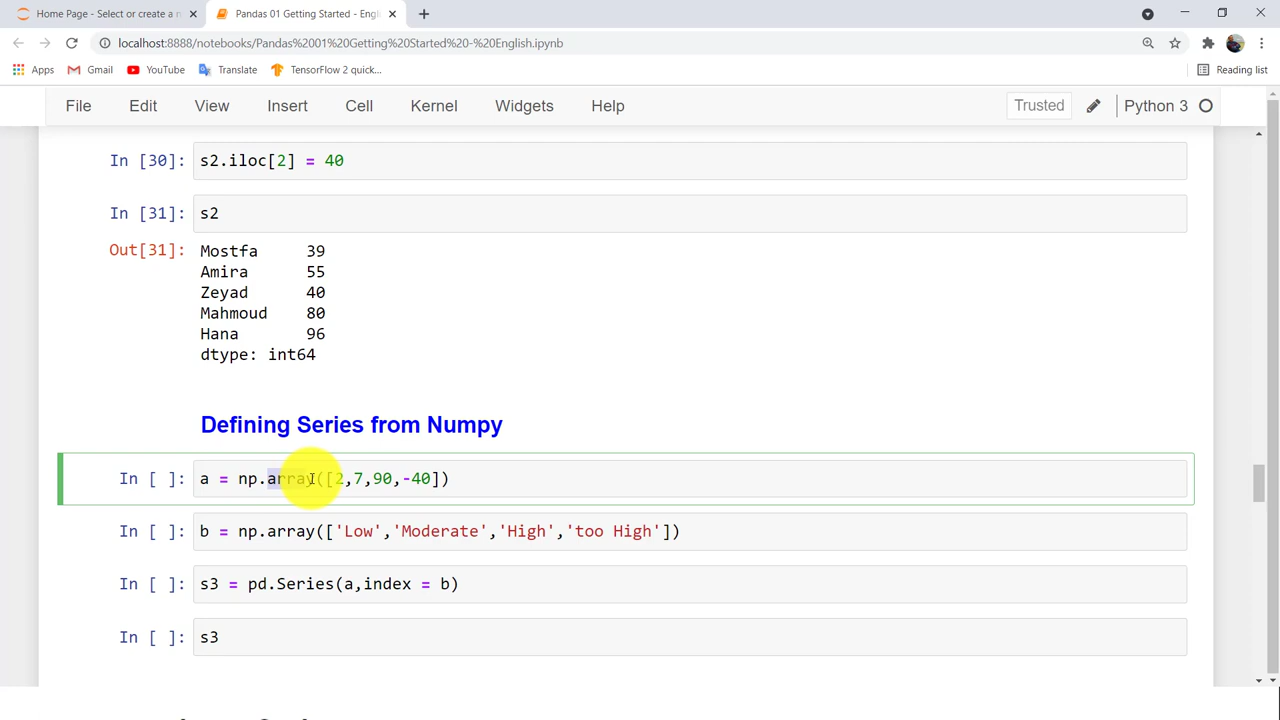 Home Page - Select or create a n
Pandas 01 Getting Started - Engl
localhost:8888/notebooks/Pandas%2001%20Getting%20Started%20-%20English.ipynb
Apps Gmail YouTube Translate TensorFlow 2 quick... Reading list
File Edit View Insert Cell Kernel Widgets Help Trusted Python 3
In [30]: s2.iloc[2] = 40
In [31]: s2
Out[31]: Mostfa 39
Amira 55
Zeyad 40
Mahmoud 80
Hana 96
dtype: int64
Defining Series from Numpy
In [ ]: a = np.array([2,7,90,-40])
In [ ]: b = np.array(['Low','Moderate','High','too High'])
In [ ]: s3 = pd.Series(a,index = b)
In [ ]: s3